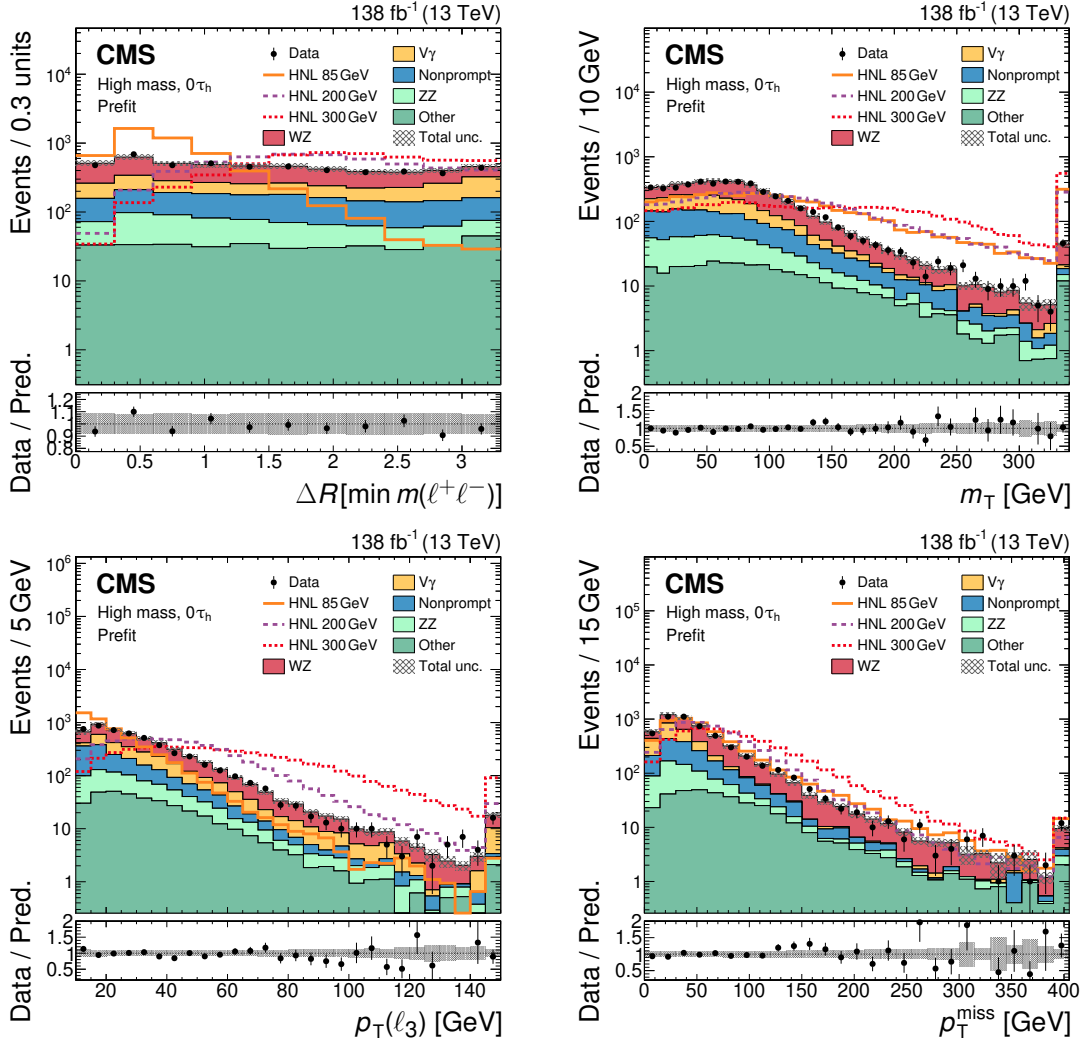 138 fb⁻¹ (13 TeV)
CMS
High mass, 0τₕ
Prefit
Data
HNL 85 GeV
HNL 200 GeV
HNL 300 GeV
WZ
Vγ
Nonprompt
ZZ
Other
Total unc.
Events / 0.3 units
10⁴
10³
10²
10
1
Data / Pred.
1.1
1
0.9
0.8
0.5 1 1.5 2 2.5 3
ΔR[min m(ℓ⁺ℓ⁻)]
138 fb⁻¹ (13 TeV)
CMS
High mass, 0τₕ
Prefit
Data
HNL 85 GeV
HNL 200 GeV
HNL 300 GeV
WZ
Vγ
Nonprompt
ZZ
Other
Total unc.
Events / 10 GeV
10⁴
10³
10²
10
1
Data / Pred.
2
1.5
1
0.5
0 50 100 150 200 250 300
m_T [GeV]
138 fb⁻¹ (13 TeV)
CMS
High mass, 0τₕ
Prefit
Data
HNL 85 GeV
HNL 200 GeV
HNL 300 GeV
WZ
Vγ
Nonprompt
ZZ
Other
Total unc.
Events / 5 GeV
10⁶
10⁵
10⁴
10³
10²
10
1
Data / Pred.
2
1.5
1
0.5
20 40 60 80 100 120 140
p_T(ℓ₃) [GeV]
138 fb⁻¹ (13 TeV)
CMS
High mass, 0τₕ
Prefit
Data
HNL 85 GeV
HNL 200 GeV
HNL 300 GeV
WZ
Vγ
Nonprompt
ZZ
Other
Total unc.
Events / 15 GeV
10⁵
10⁴
10³
10²
10
1
Data / Pred.
2
1.5
1
0.5
0 50 100 150 200 250 300 350 400
p_T^miss [GeV]